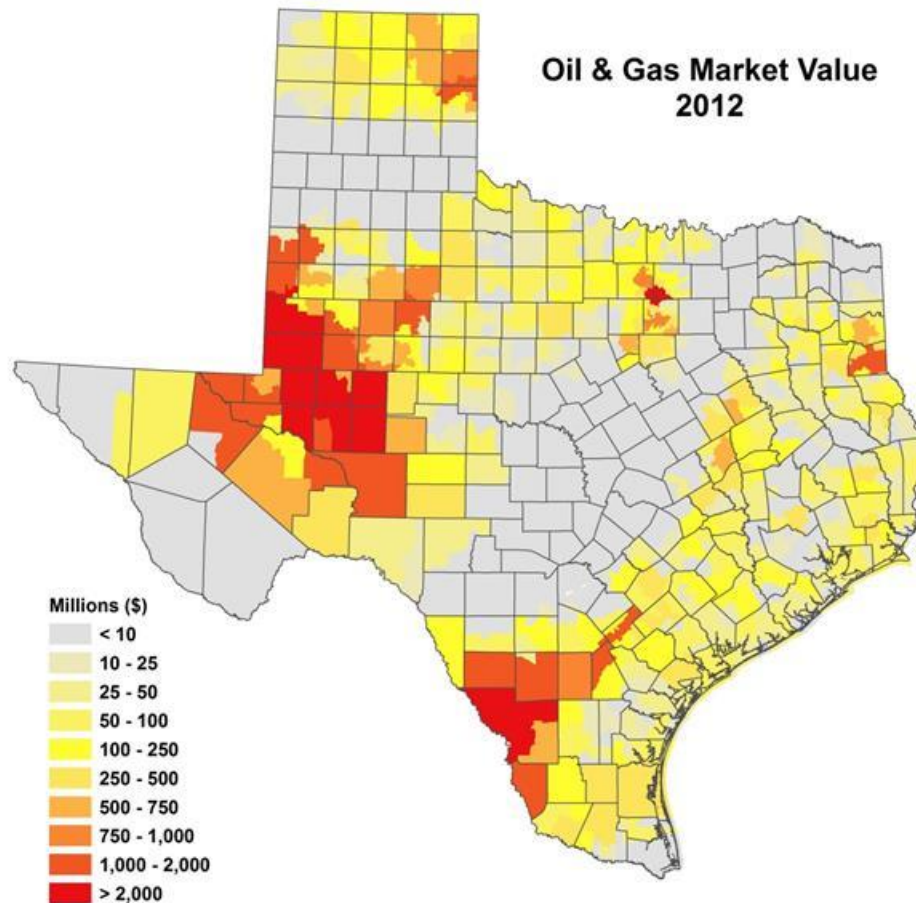 Oil & Gas Market Value
2012
Millions ($)
< 10
10 - 25
25 - 50
50 - 100
100 - 250
250 - 500
500 - 750
750 - 1,000
1,000 - 2,000
> 2,000